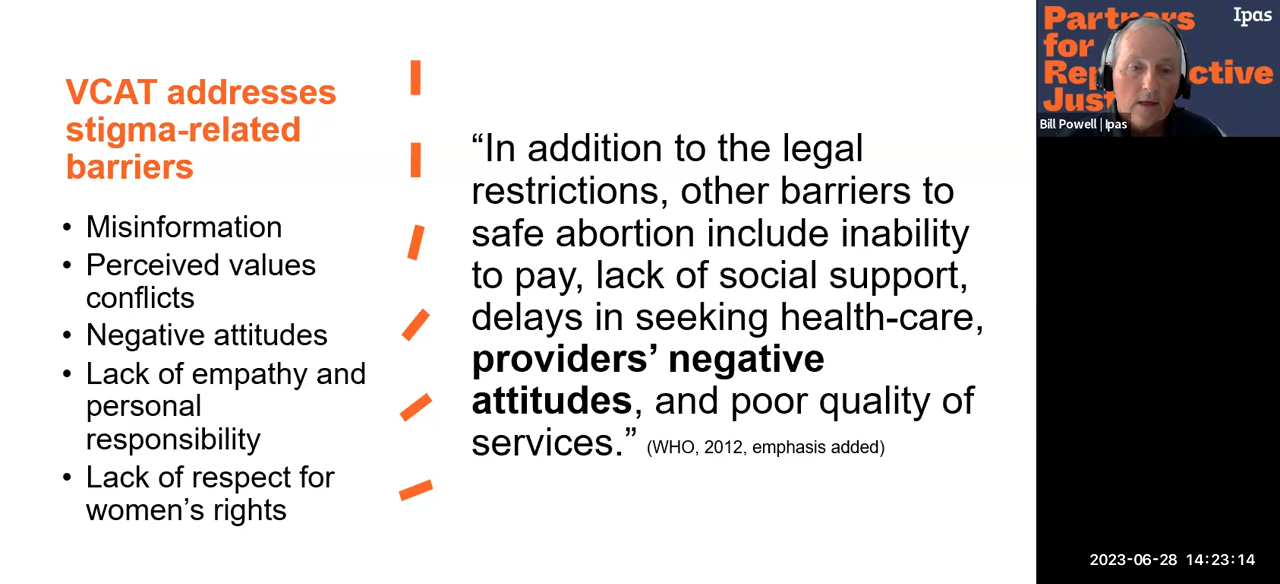 VCAT addresses
stigma-related
barriers
• Misinformation
• Perceived values
conflicts
• Negative attitudes
• Lack of empathy and
personal
responsibility
• Lack of respect for
women’s rights
“In addition to the legal
restrictions, other barriers to
safe abortion include inability
to pay, lack of social support,
delays in seeking health-care,
providers’ negative
attitudes, and poor quality of
services.” (WHO, 2012, emphasis added)
Ipas
Partners
for
Bill Powell | Ipas
2023-06-28 14:23:14